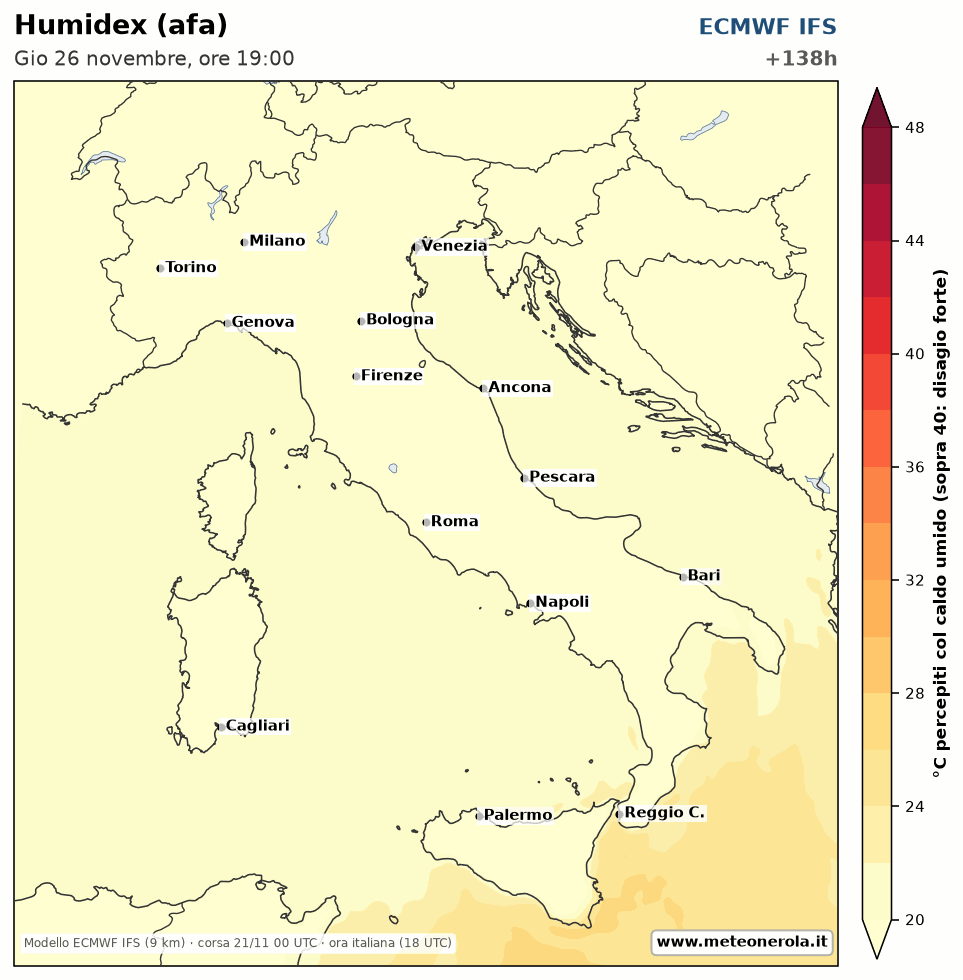 Humidex (afa)
ECMWF IFS
Gio 26 novembre, ore 19:00
+138h
48
44
40
36
32
28
24
20
°C percepiti col caldo umido (sopra 40: disagio forte)
Milano
Venezia
Torino
Genova
Bologna
Firenze
Ancona
Pescara
Roma
Bari
Napoli
Cagliari
Palermo
Reggio C.
Modello ECMWF IFS (9 km) · corsa 21/11 00 UTC · ora italiana (18 UTC)
www.meteonerola.it